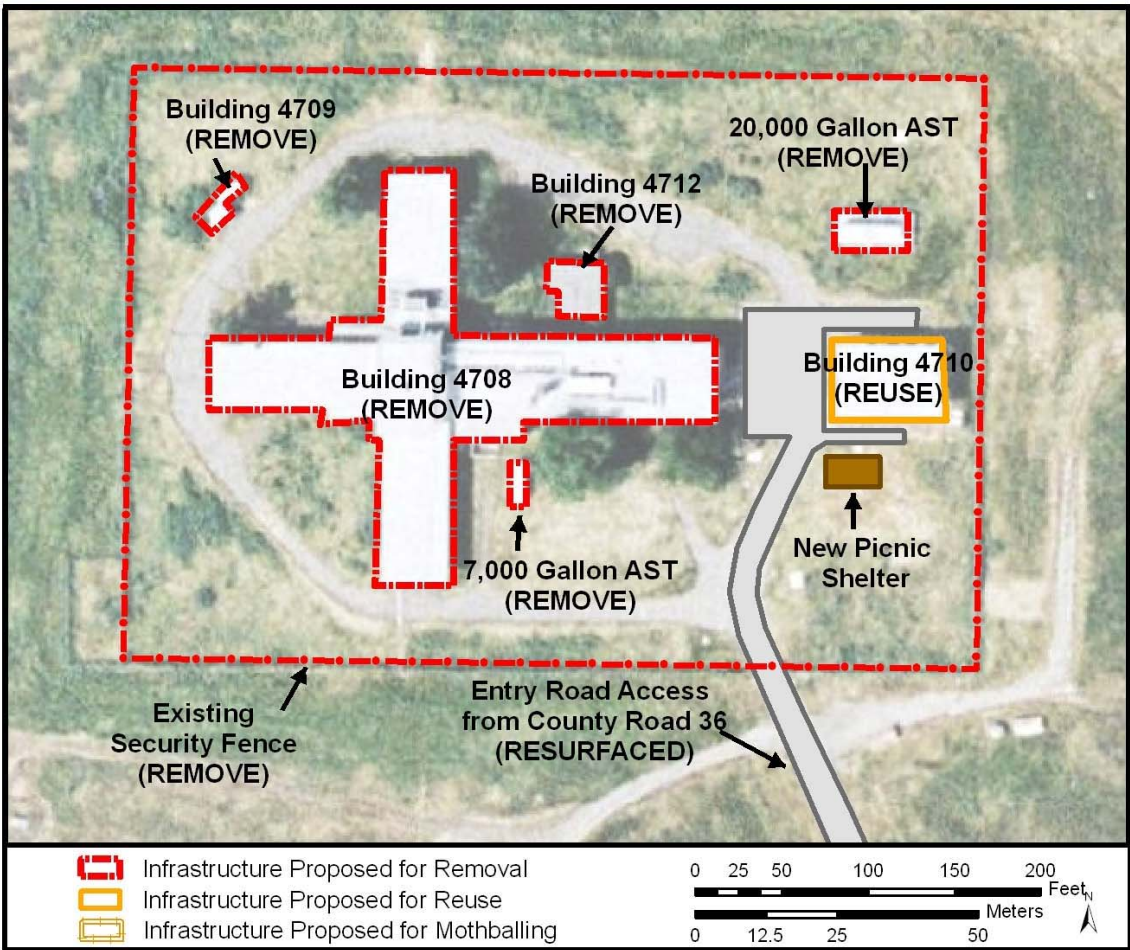 Building 4709
(REMOVE)
20,000 Gallon AST
(REMOVE)
Building 4712
(REMOVE)
Building 4708
(REMOVE)
Building 4710
(REUSE)
7,000 Gallon AST
(REMOVE)
New Picnic
Shelter
Existing
Security Fence
(REMOVE)
Entry Road Access
from County Road 36
(RESURFACED)
Infrastructure Proposed for Removal
Infrastructure Proposed for Reuse
Infrastructure Proposed for Mothballing
0 25 50 100 150 200
Feet
Meters
0 12.5 25 50
N